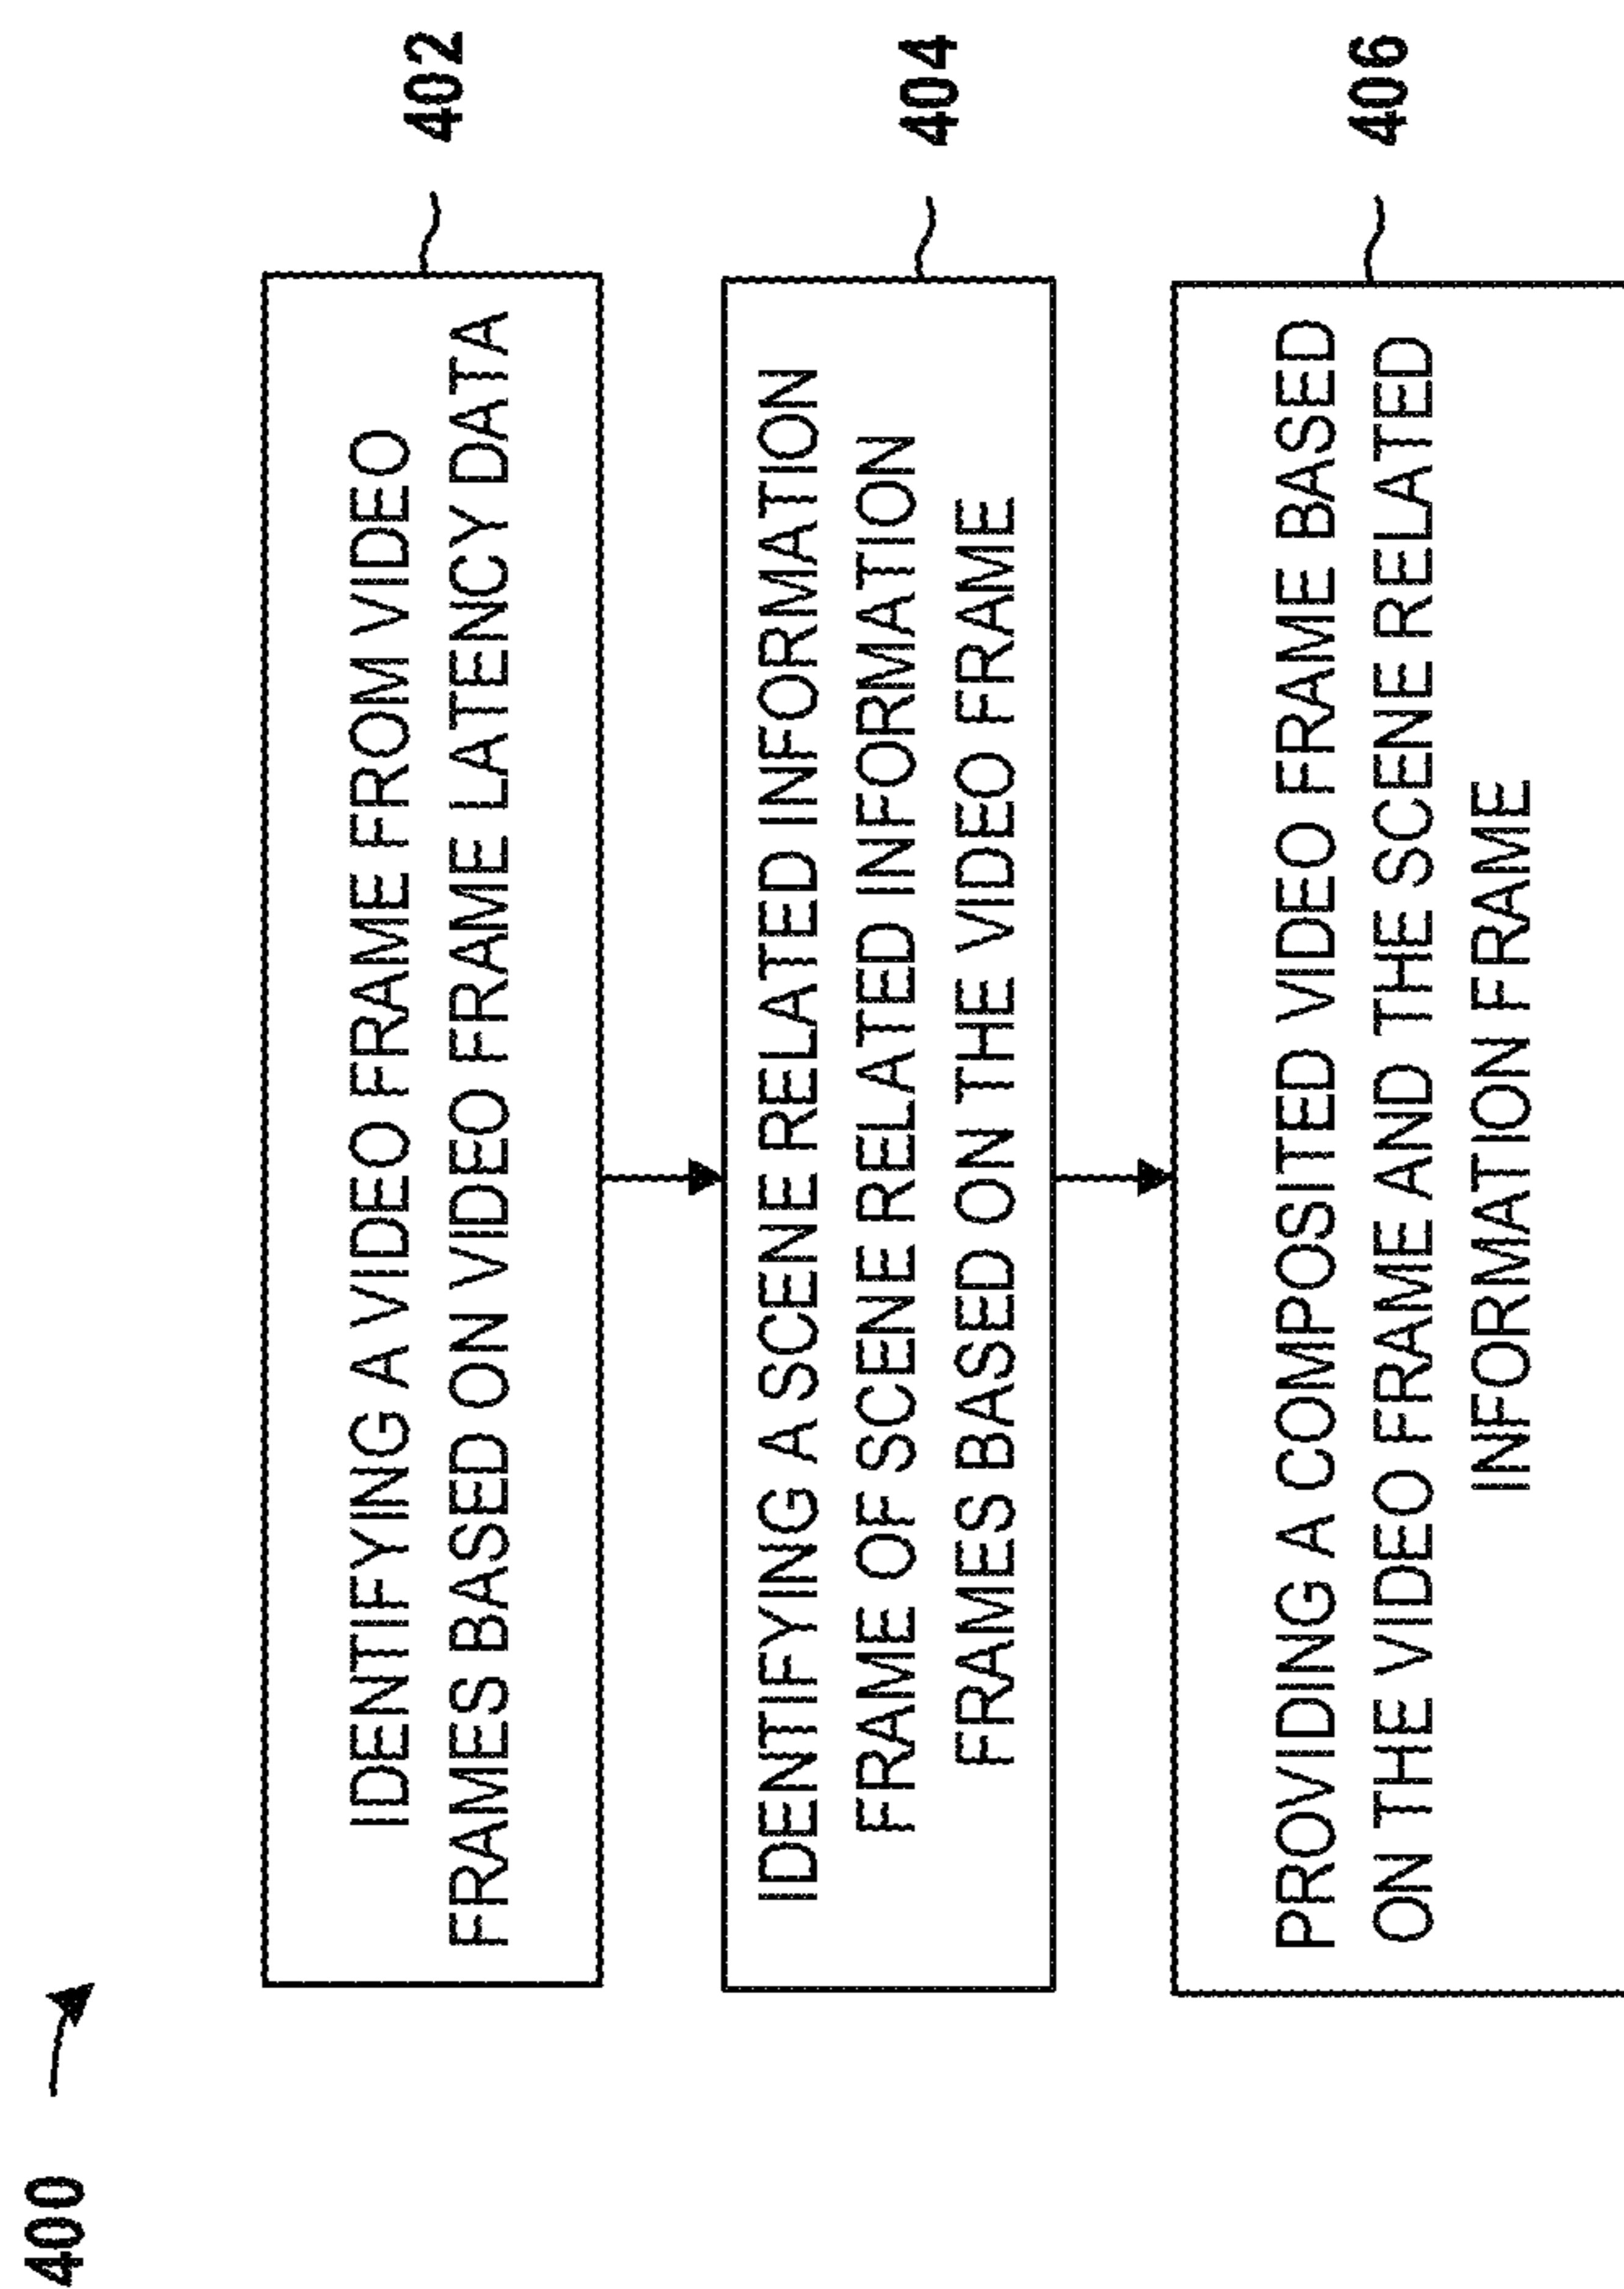 400
IDENTIFYING A VIDEO FRAME FROM VIDEO
FRAMES BASED ON VIDEO FRAME LATENCY DATA
402
IDENTIFYING A SCENE RELATED INFORMATION
FRAME OF SCENE RELATED INFORMATION
FRAMES BASED ON THE VIDEO FRAME
404
PROVIDING A COMPOSITED VIDEO FRAME BASED
ON THE VIDEO FRAME AND THE SCENE RELATED
INFORMATION FRAME
406